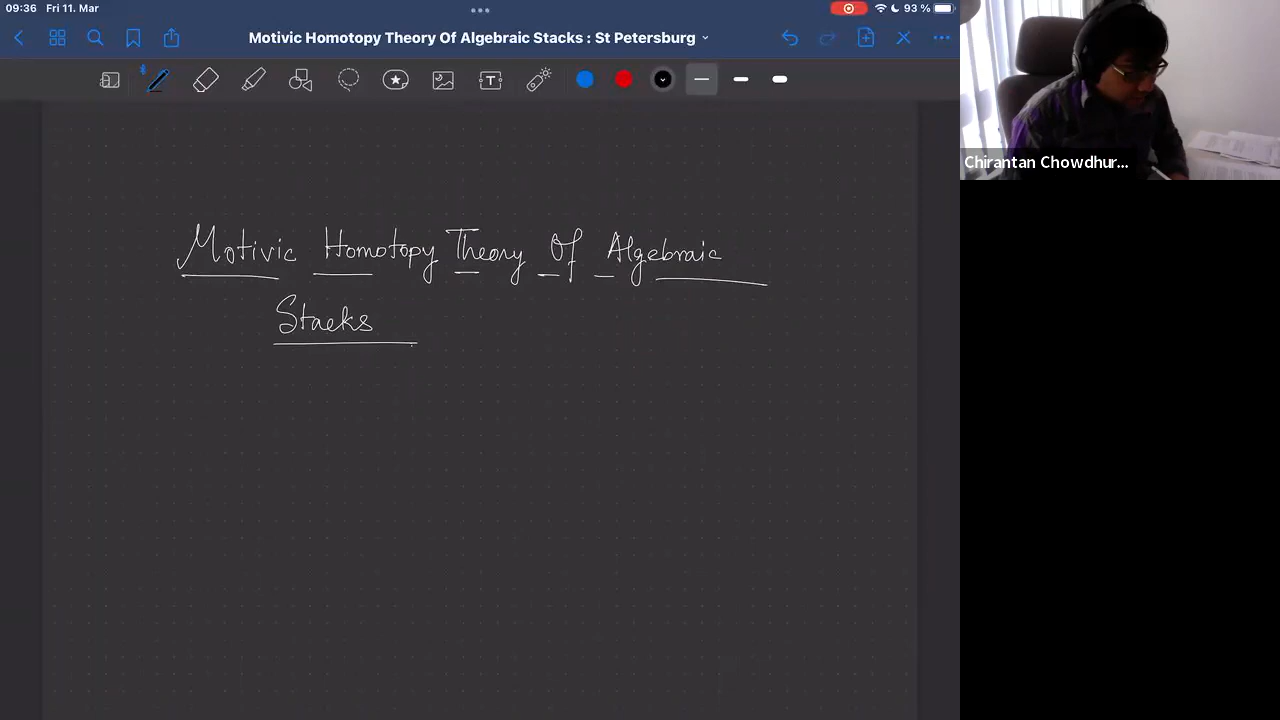 09:36 Fri 11. Mar
93 %
Motivic Homotopy Theory Of Algebraic Stacks : St Petersburg
T
Chirantan Chowdhur...
Motivic Homotopy Theory Of Algebraic
Stacks